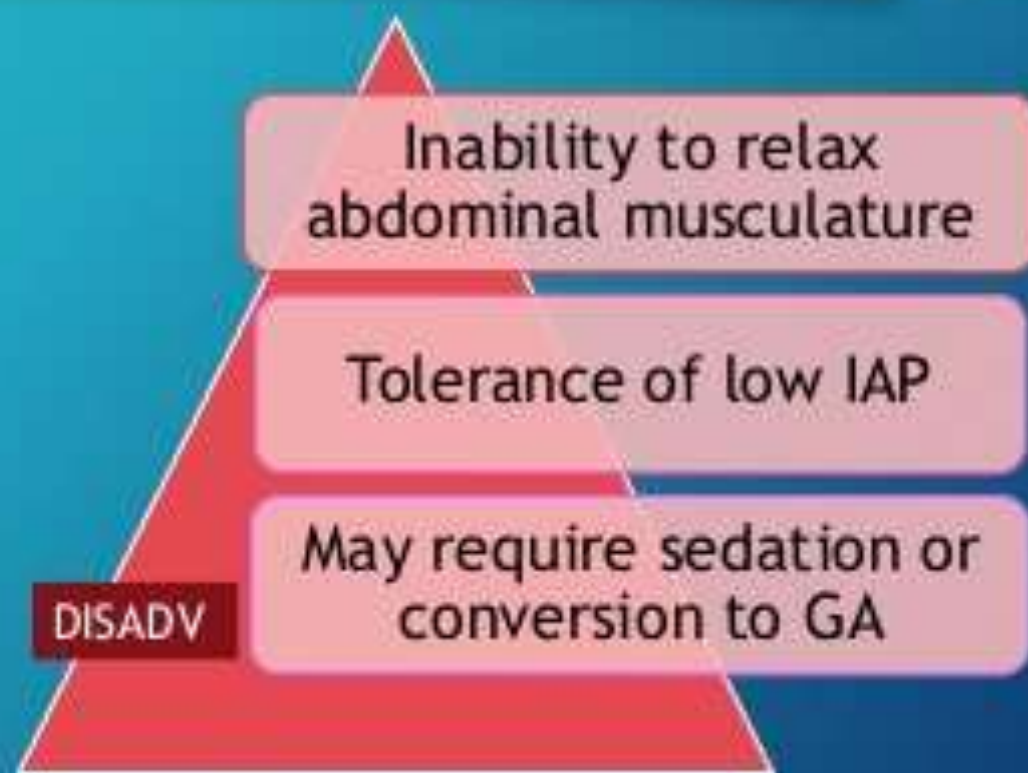 Inability to relax
abdominal musculature
Tolerance of low IAP
May require sedation or
conversion to GA
DISADV